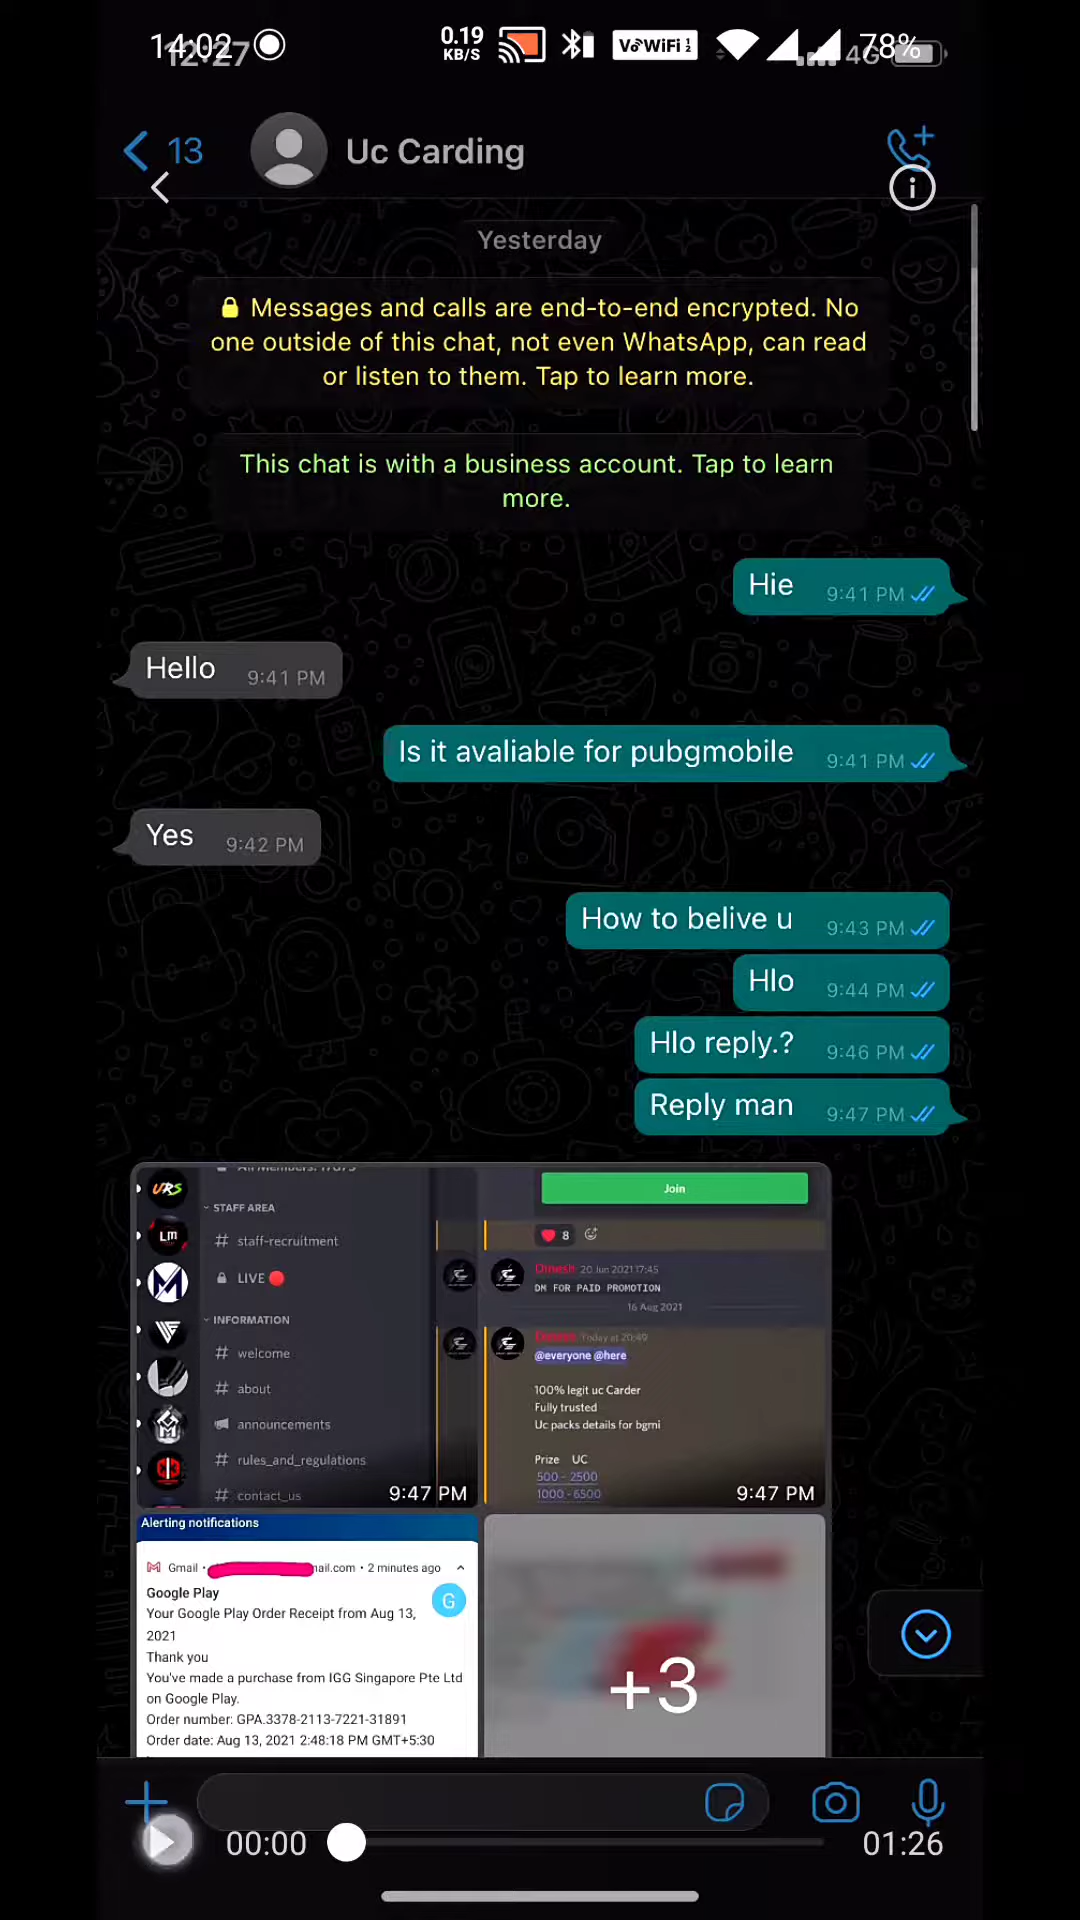 14:02
12:27
0.19
KB/S
VoWiFi 1
4G
78%
13
Uc Carding
Yesterday
Messages and calls are end-to-end encrypted. No
one outside of this chat, not even WhatsApp, can read
or listen to them. Tap to learn more.
This chat is with a business account. Tap to learn
more.
Hie 9:41 PM
Hello 9:41 PM
Is it avaliable for pubgmobile 9:41 PM
Yes 9:42 PM
How to belive u 9:43 PM
Hlo 9:44 PM
Hlo reply.? 9:46 PM
Reply man 9:47 PM
URS
LM
STAFF AREA
# staff-recruitment
LIVE
INFORMATION
# welcome
# about
announcements
# rules_and_regulations
# contact_us
9:47 PM
Join
8
Dinesh 20 Jun 2021 17:45
DM FOR PAID PROMOTION
16 Aug 2021
Dinesh Today at 20:49
@everyone @here
100% legit uc Carder
Fully trusted
Uc packs details for bgmi
Prize UC
500 - 2500
1000 - 6500
9:47 PM
Alerting notifications
Gmail • mail.com • 2 minutes ago
Google Play
G
Your Google Play Order Receipt from Aug 13,
2021
Thank you
You've made a purchase from IGG Singapore Pte Ltd
on Google Play.
Order number: GPA.3378-2113-7221-31891
Order date: Aug 13, 2021 2:48:18 PM GMT+5:30
+3
00:00
01:26